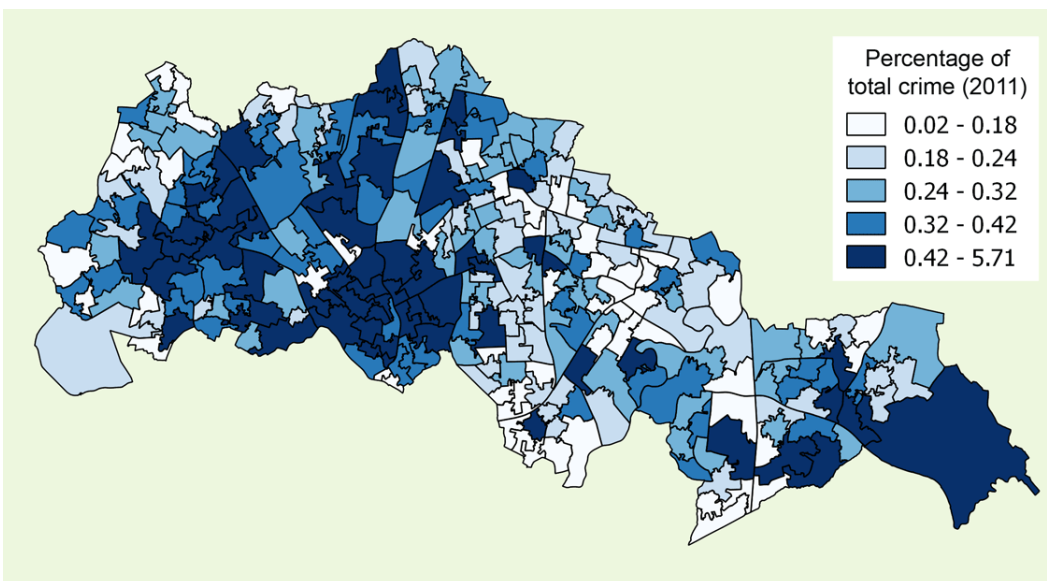 Percentage of
total crime (2011)
0.02 - 0.18
0.18 - 0.24
0.24 - 0.32
0.32 - 0.42
0.42 - 5.71